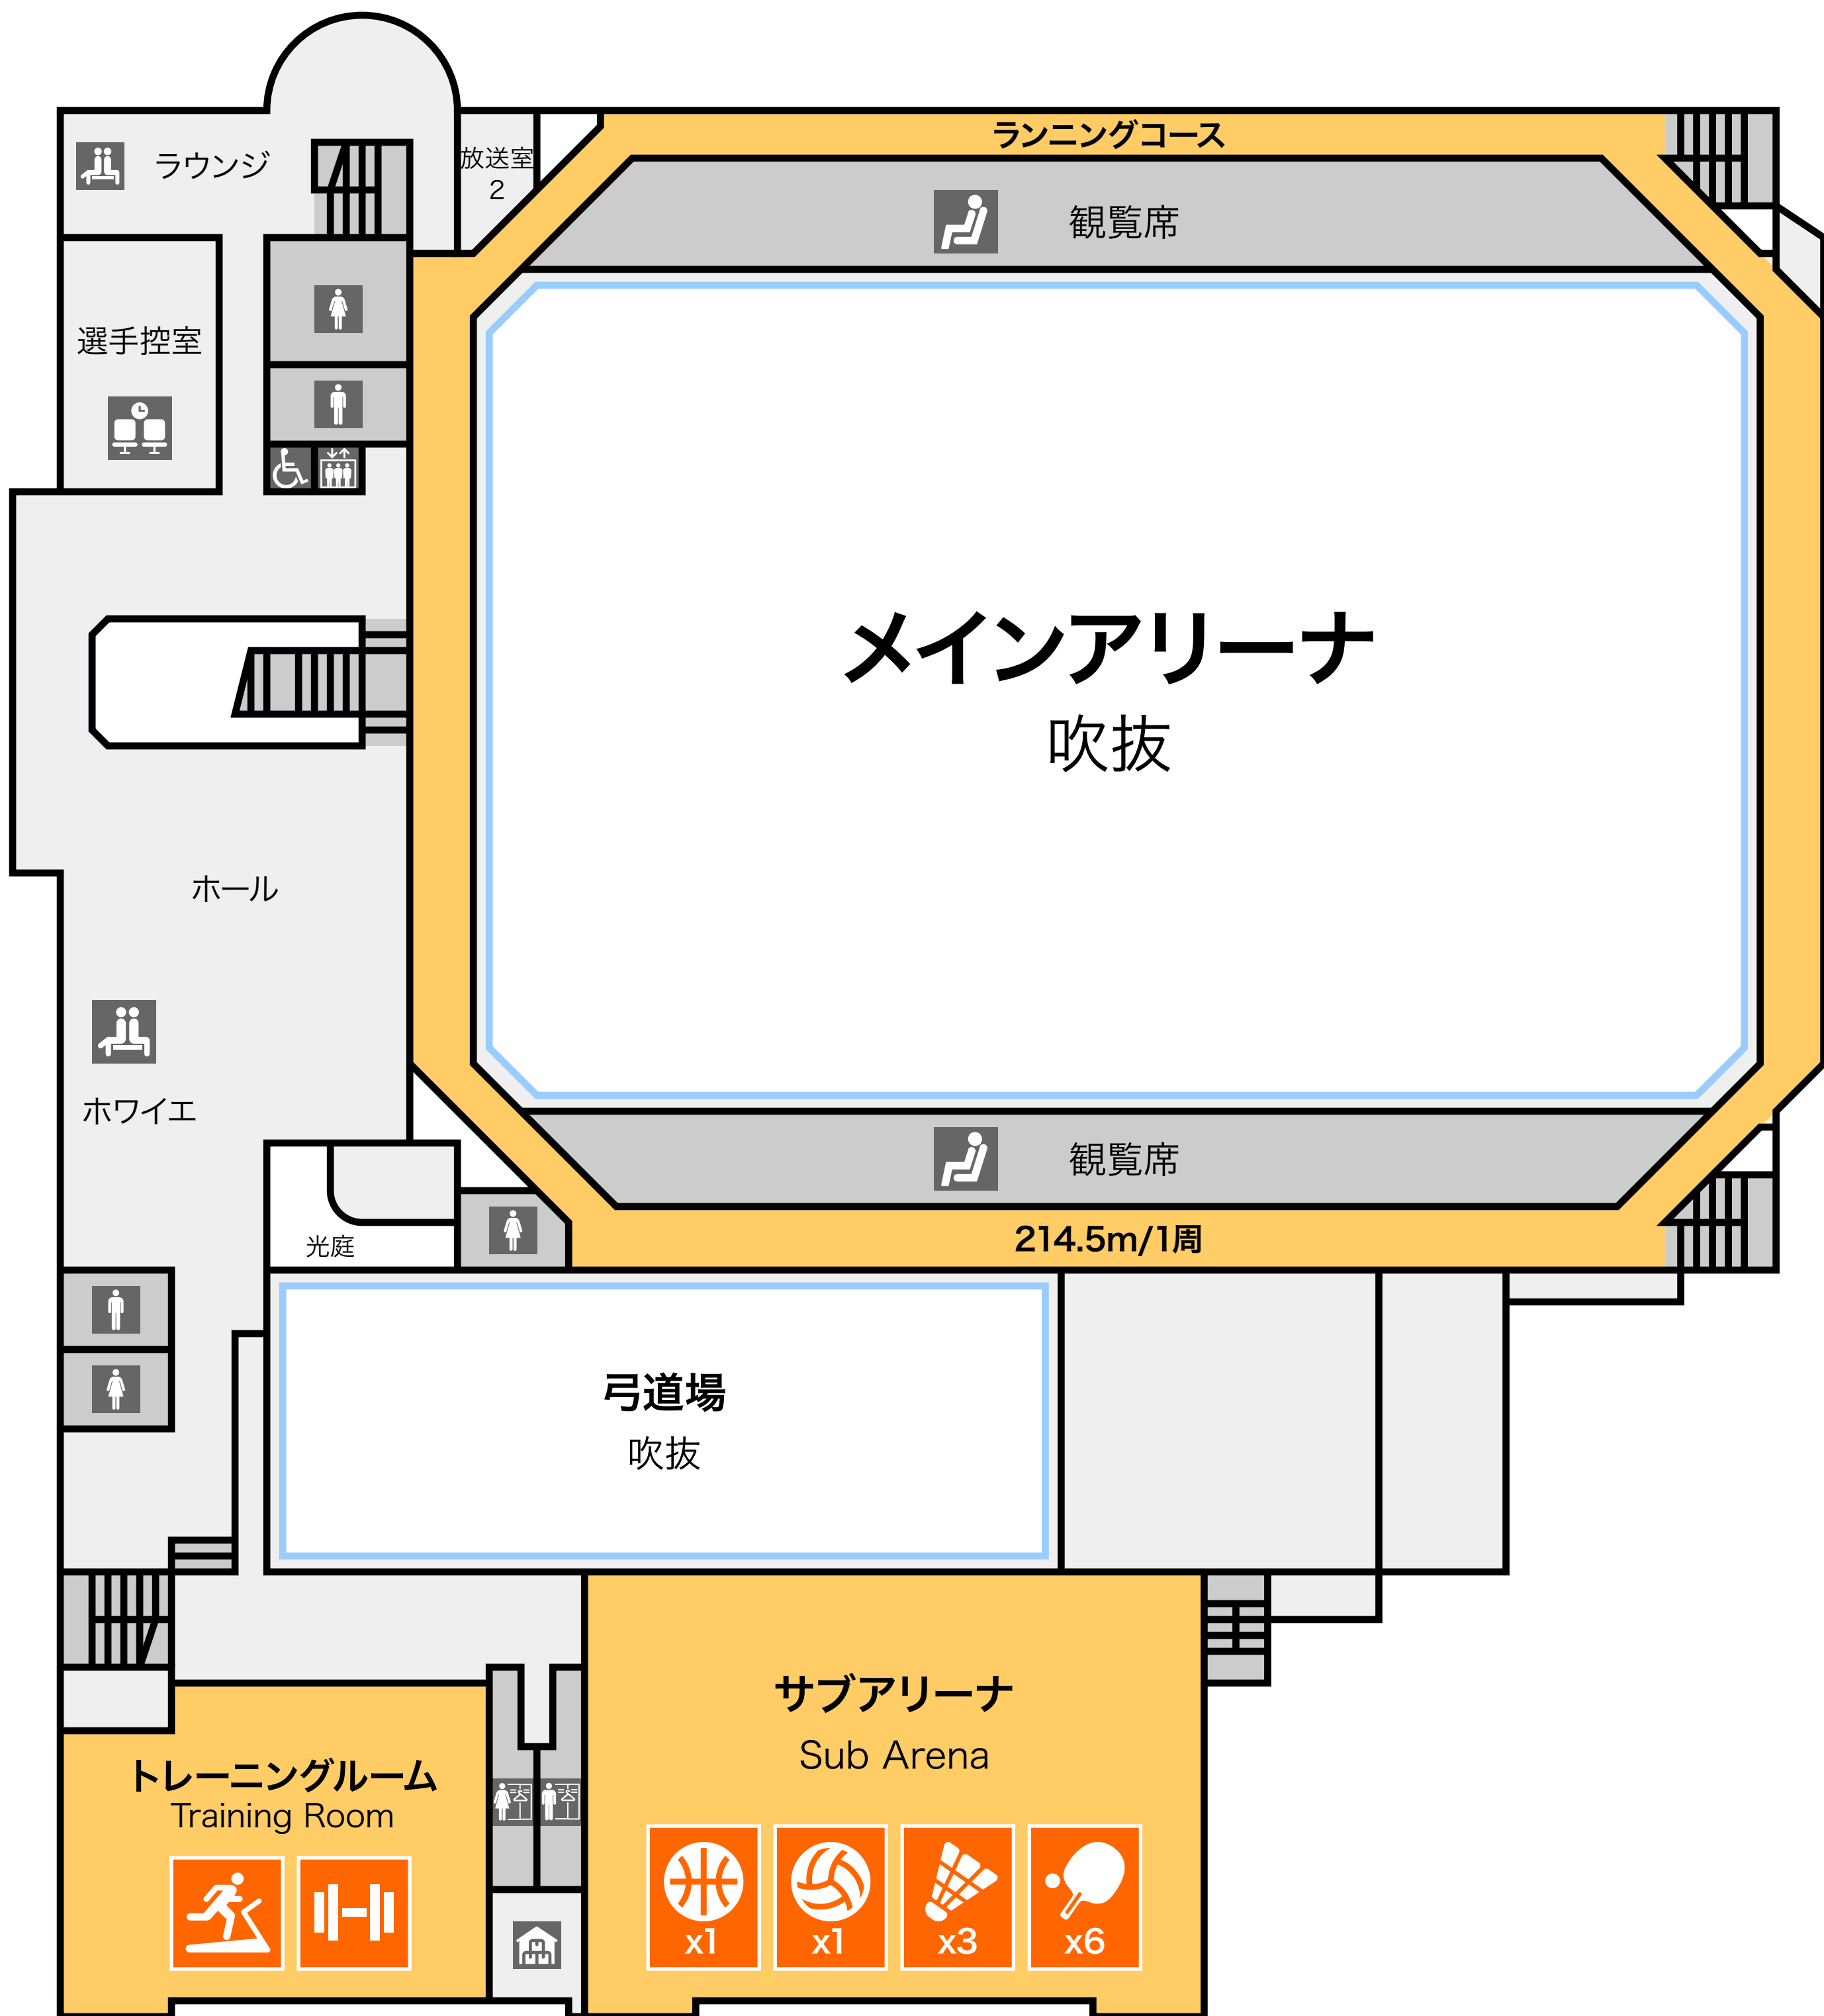 ランニングコース
ラウンジ
放送室
2
観覧席
選手控室
メインアリーナ
吹抜
ホール
ホワイエ
観覧席
光庭
214.5m/1周
弓道場
吹抜
サブアリーナ
Sub Arena
トレーニングルーム
Training Room
x1
x1
x3
x6